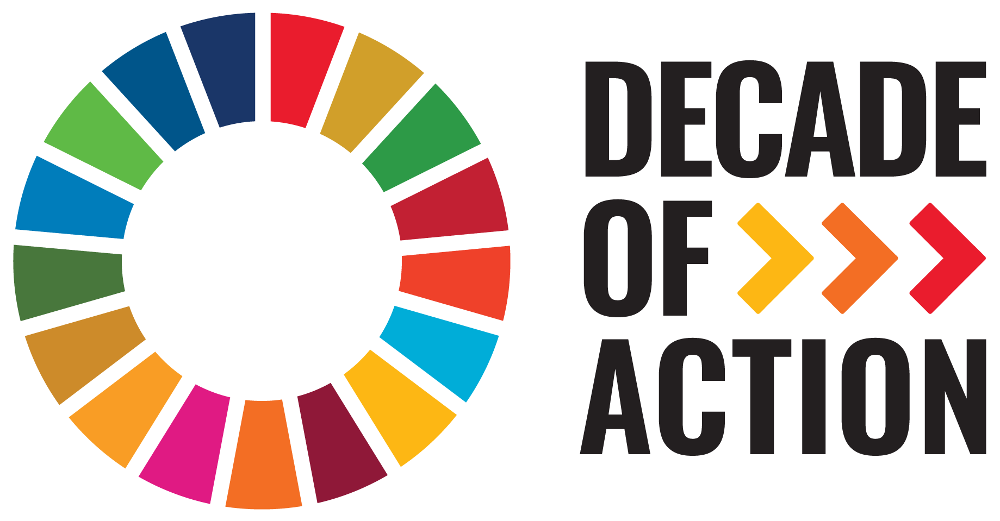 DECADE
OF
ACTION